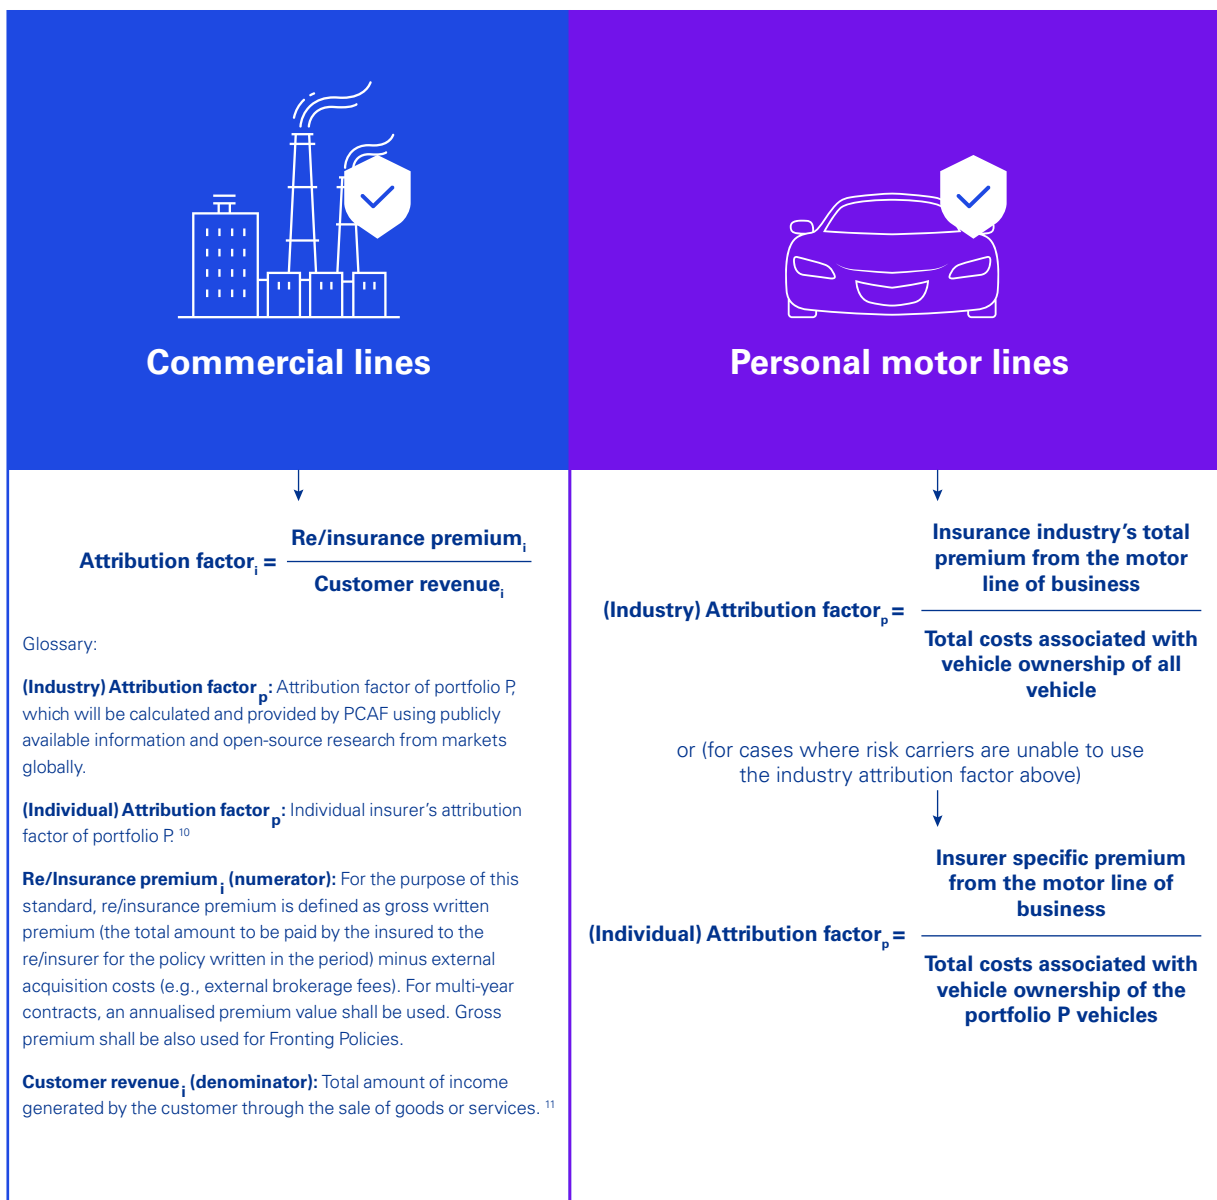 Commercial lines
Attribution factor i =
Re/insurance premium i
Customer revenue i
Glossary:
(Industry) Attribution factor p: Attribution factor of portfolio P,
which will be calculated and provided by PCAF using publicly
available information and open-source research from markets
globally.
(Individual) Attribution factor p: Individual insurer's attribution
factor of portfolio P. 10
Re/Insurance premium i (numerator): For the purpose of this
standard, re/insurance premium is defined as gross written
premium (the total amount to be paid by the insured to the
re/insurer for the policy written in the period) minus external
acquisition costs (e.g., external brokerage fees). For multi-year
contracts, an annualised premium value shall be used. Gross
premium shall be also used for Fronting Policies.
Customer revenue i (denominator): Total amount of income
generated by the customer through the sale of goods or services. 11
Personal motor lines
(Industry) Attribution factor p =
Insurance industry's total
premium from the motor
line of business
Total costs associated with
vehicle ownership of all
vehicle
or (for cases where risk carriers are unable to use
the industry attribution factor above)
(Individual) Attribution factor p =
Insurer specific premium
from the motor line of
business
Total costs associated with
vehicle ownership of the
portfolio P vehicles